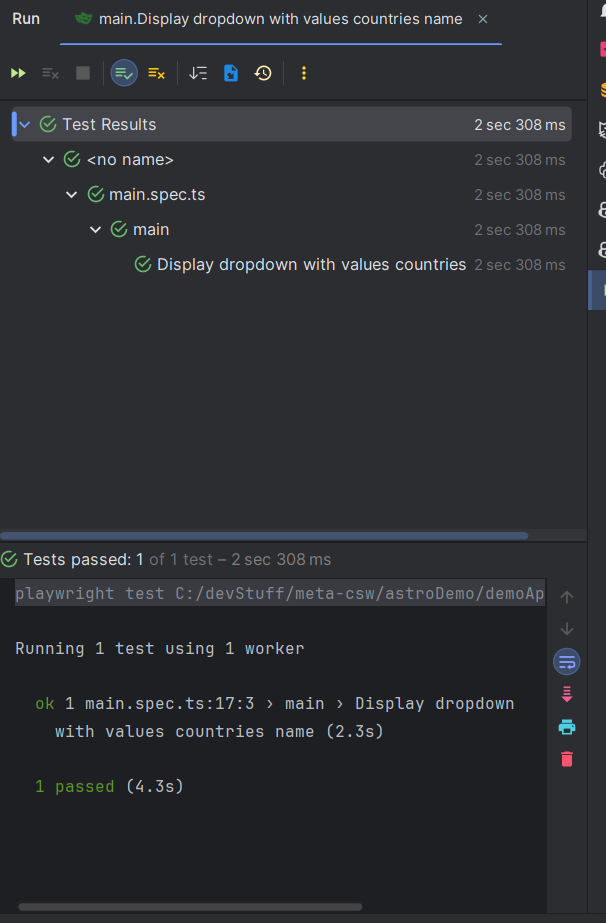 Run main.Display dropdown with values countries name
Test Results 2 sec 308 ms
<no name> 2 sec 308 ms
main.spec.ts 2 sec 308 ms
main 2 sec 308 ms
Display dropdown with values countries 2 sec 308 ms
Tests passed: 1 of 1 test – 2 sec 308 ms
playwright test C:/devStuff/meta-csw/astroDemo/demoAp
Running 1 test using 1 worker
ok 1 main.spec.ts:17:3 › main › Display dropdown
with values countries name (2.3s)
1 passed (4.3s)